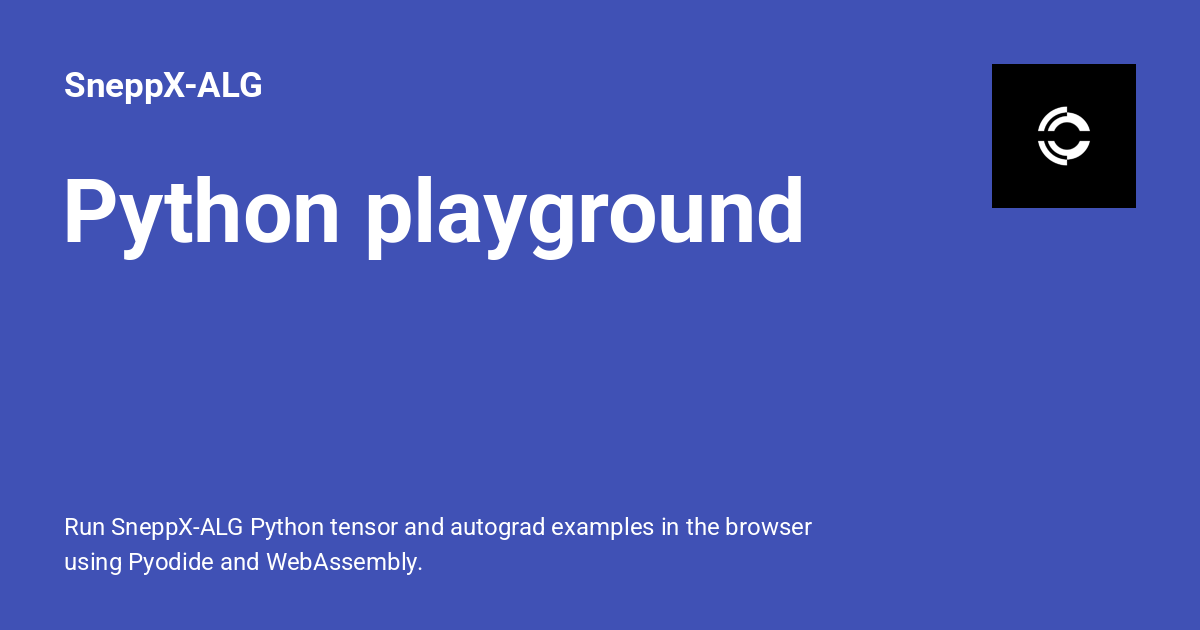 SneppX-ALG
Python playground
Run SneppX-ALG Python tensor and autograd examples in the browser
using Pyodide and WebAssembly.